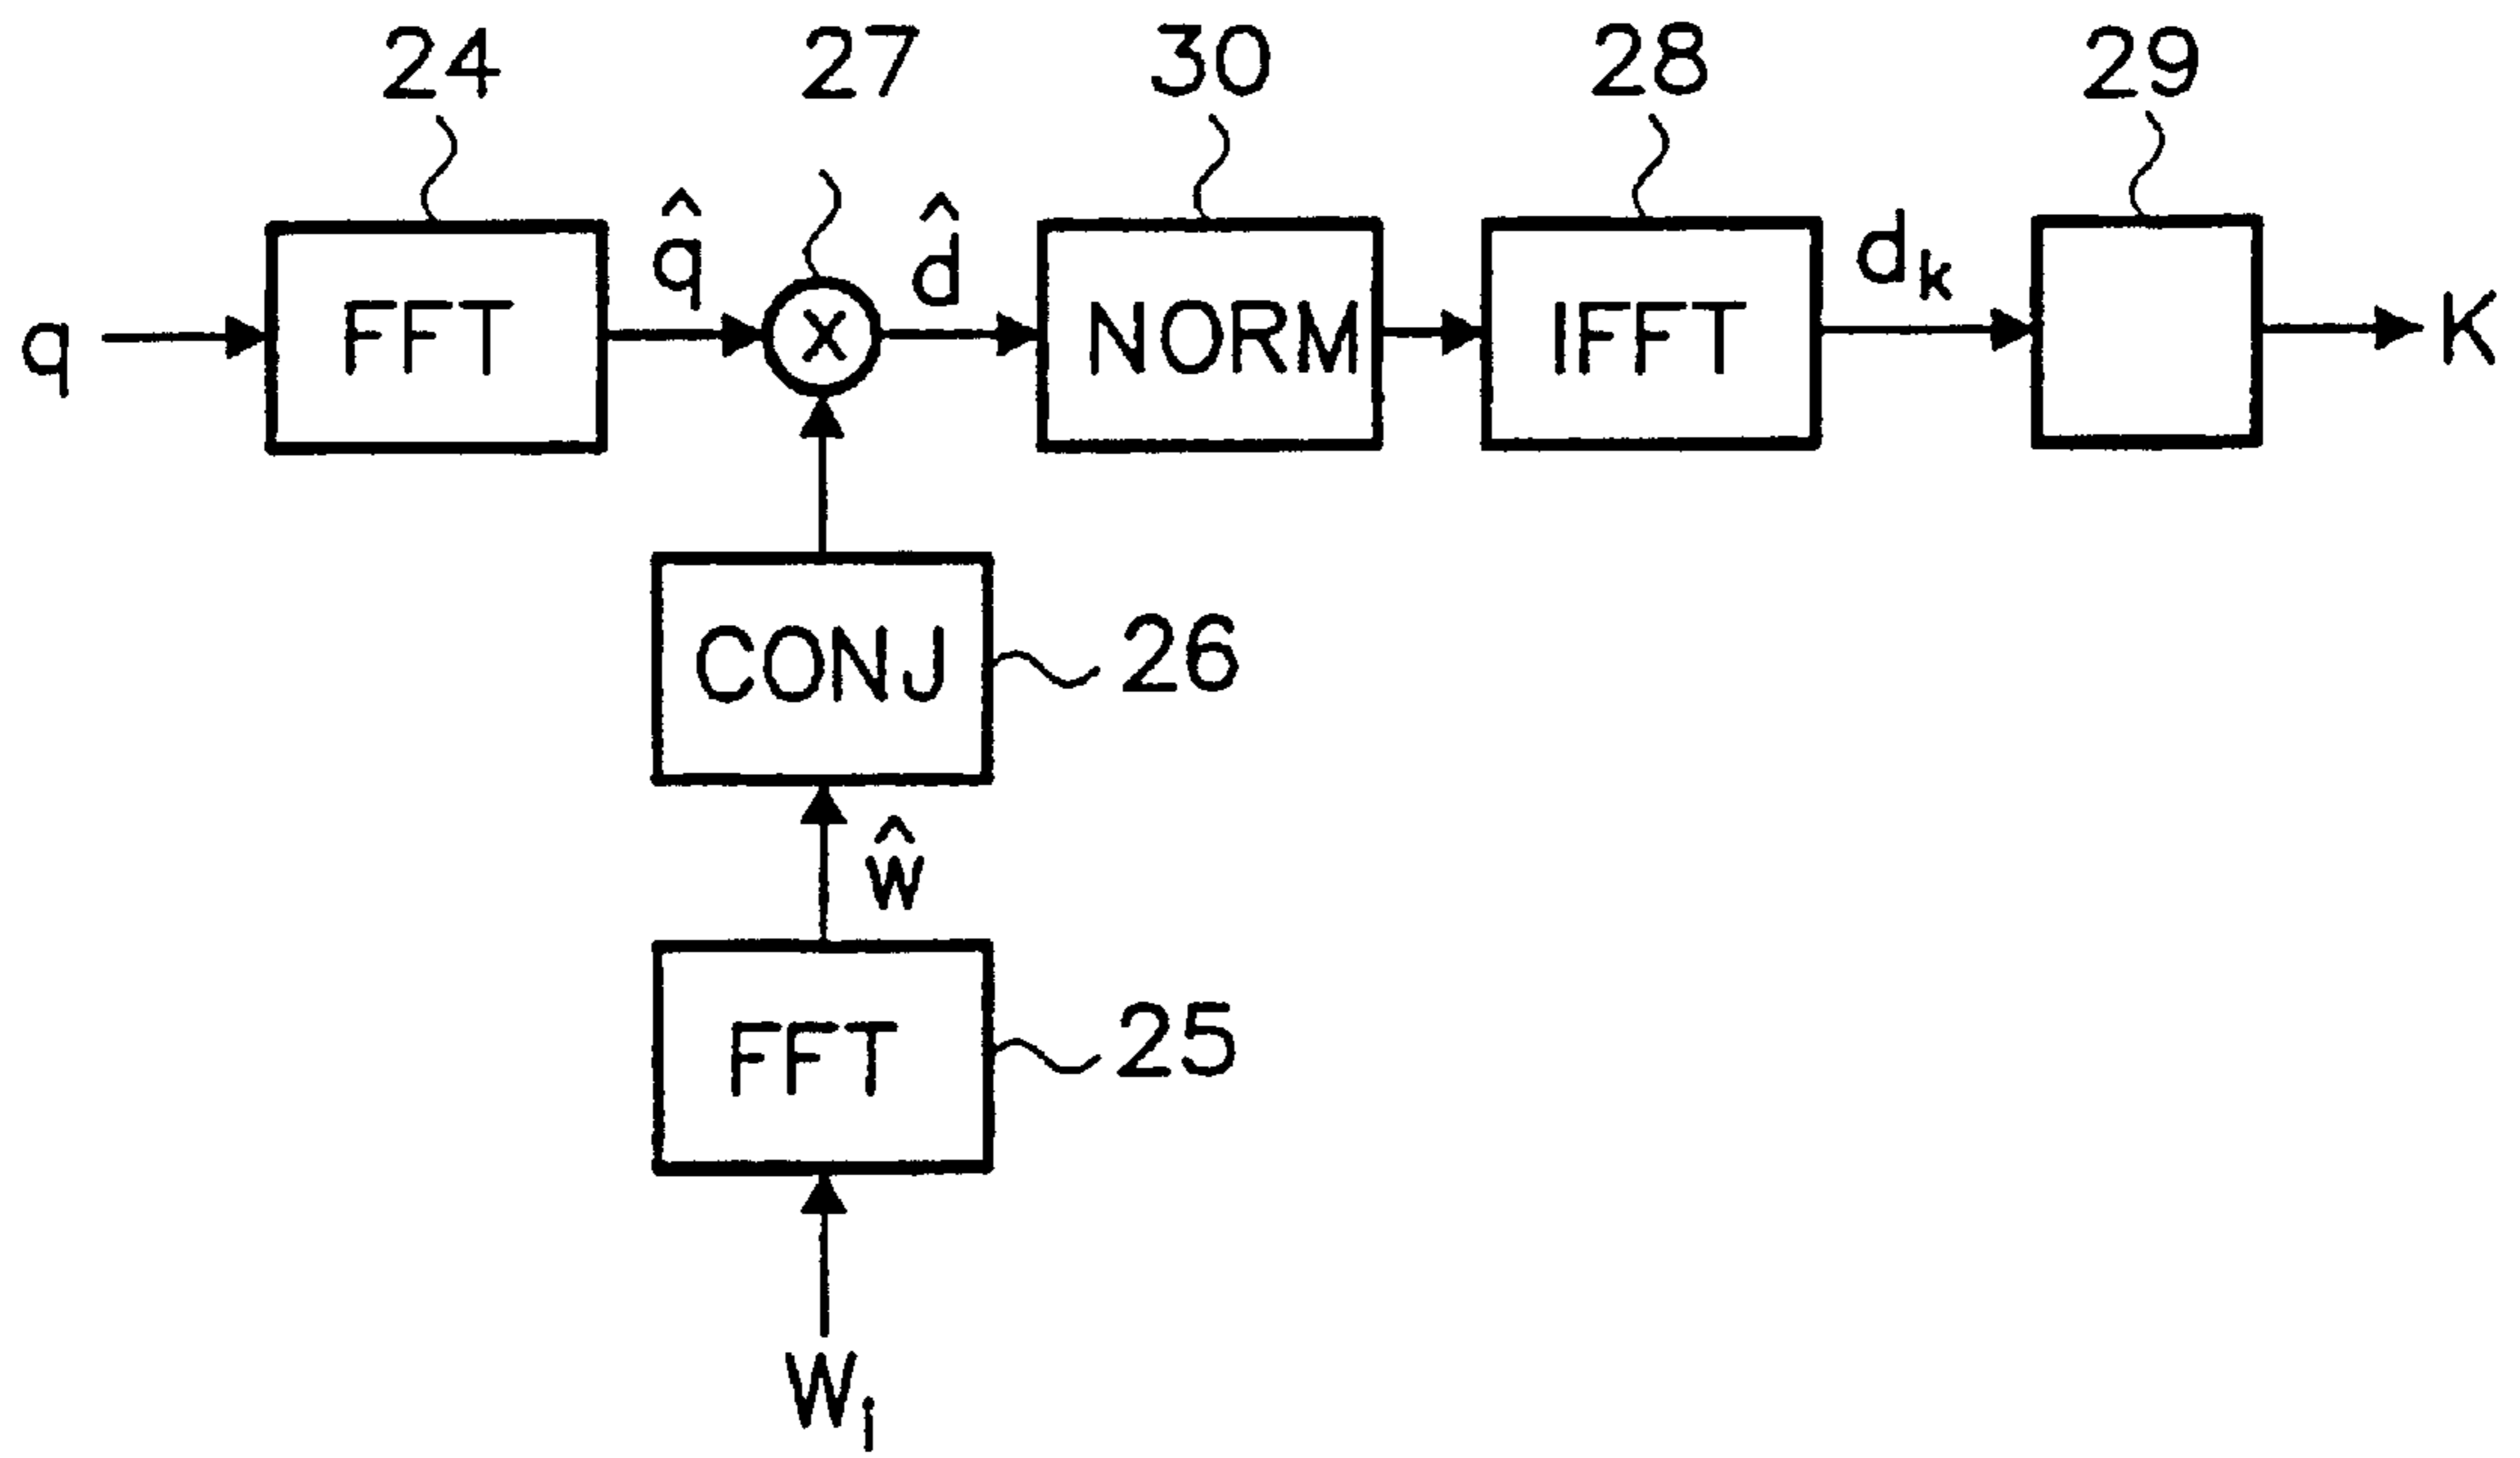 24 27 30 28 29
q FFT q̂ × d̂ NORM IFFT dk K
CONJ 26
ŵ
FFT 25
Wi